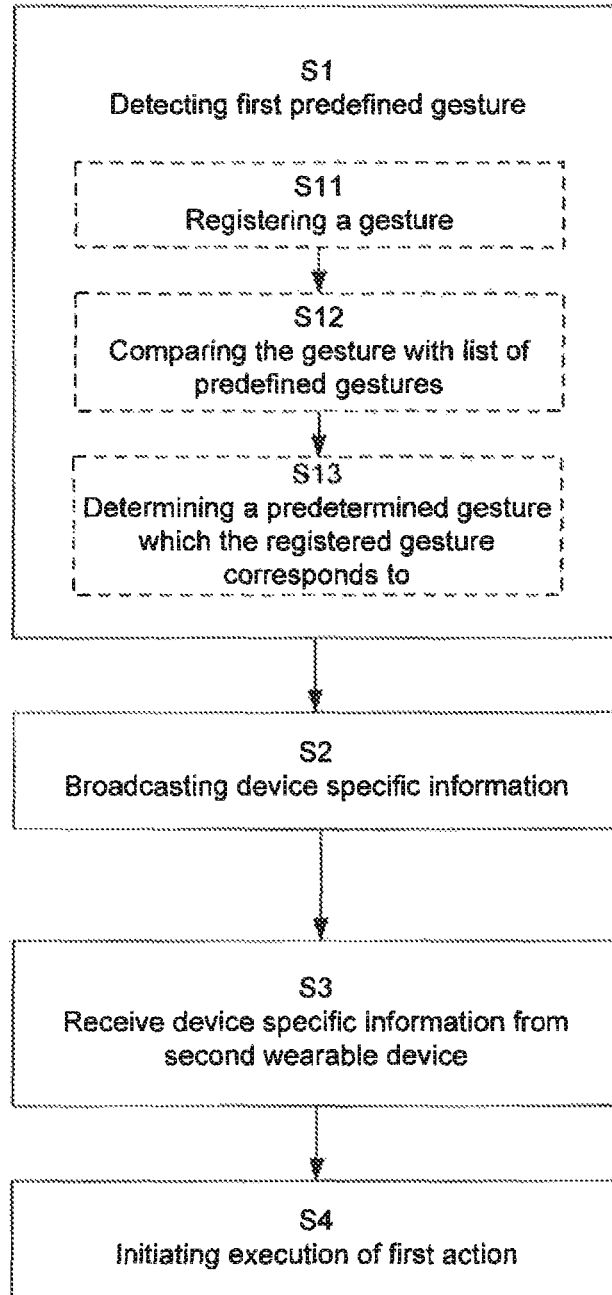 S1
Detecting first predefined gesture
S11
Registering a gesture
S12
Comparing the gesture with list of
predefined gestures
S13
Determining a predetermined gesture
which the registered gesture
corresponds to
S2
Broadcasting device specific information
S3
Receive device specific information from
second wearable device
S4
Initiating execution of first action